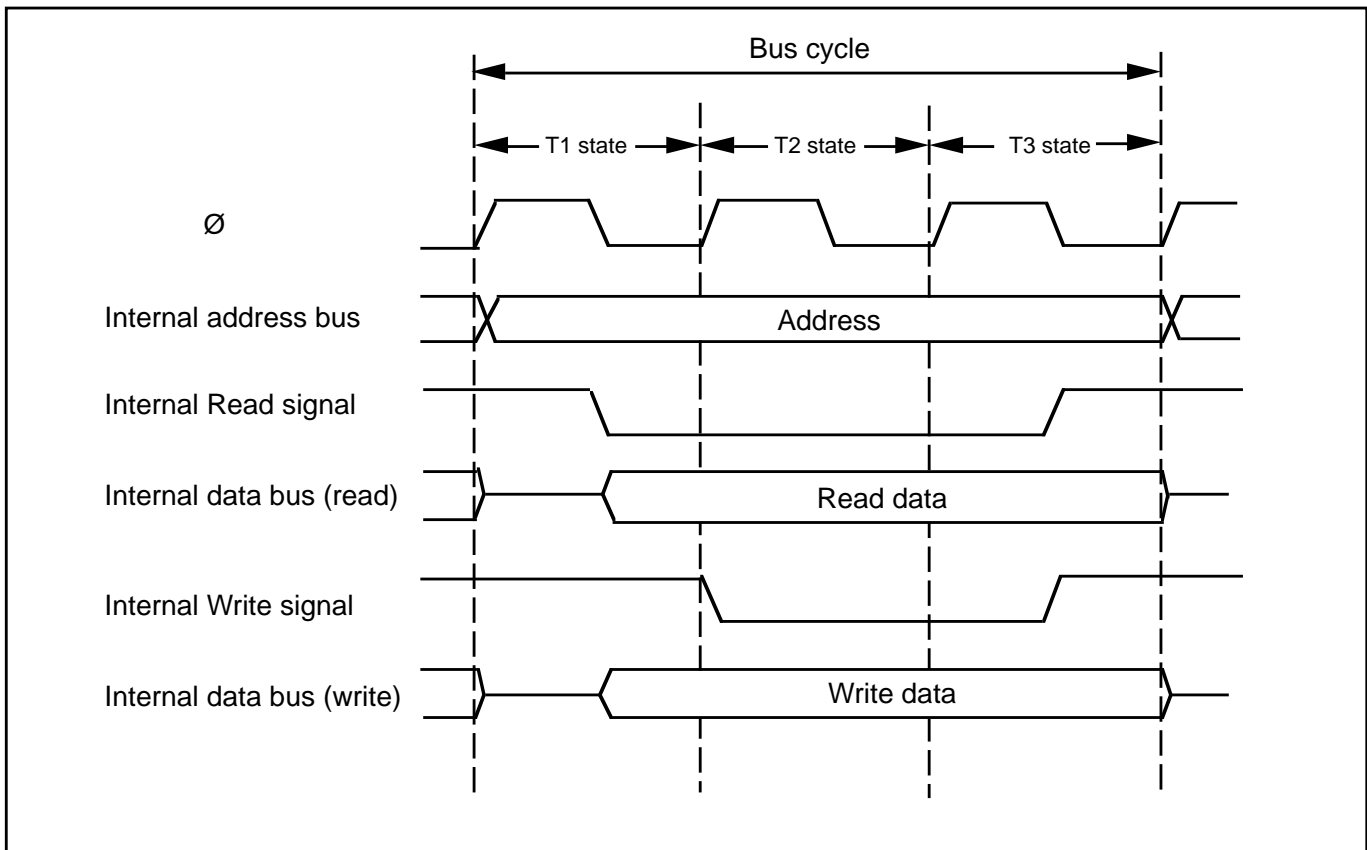 Bus cycle
T1 state T2 state T3 state
Ø
Internal address bus Address
Internal Read signal
Internal data bus (read) Read data
Internal Write signal
Internal data bus (write) Write data